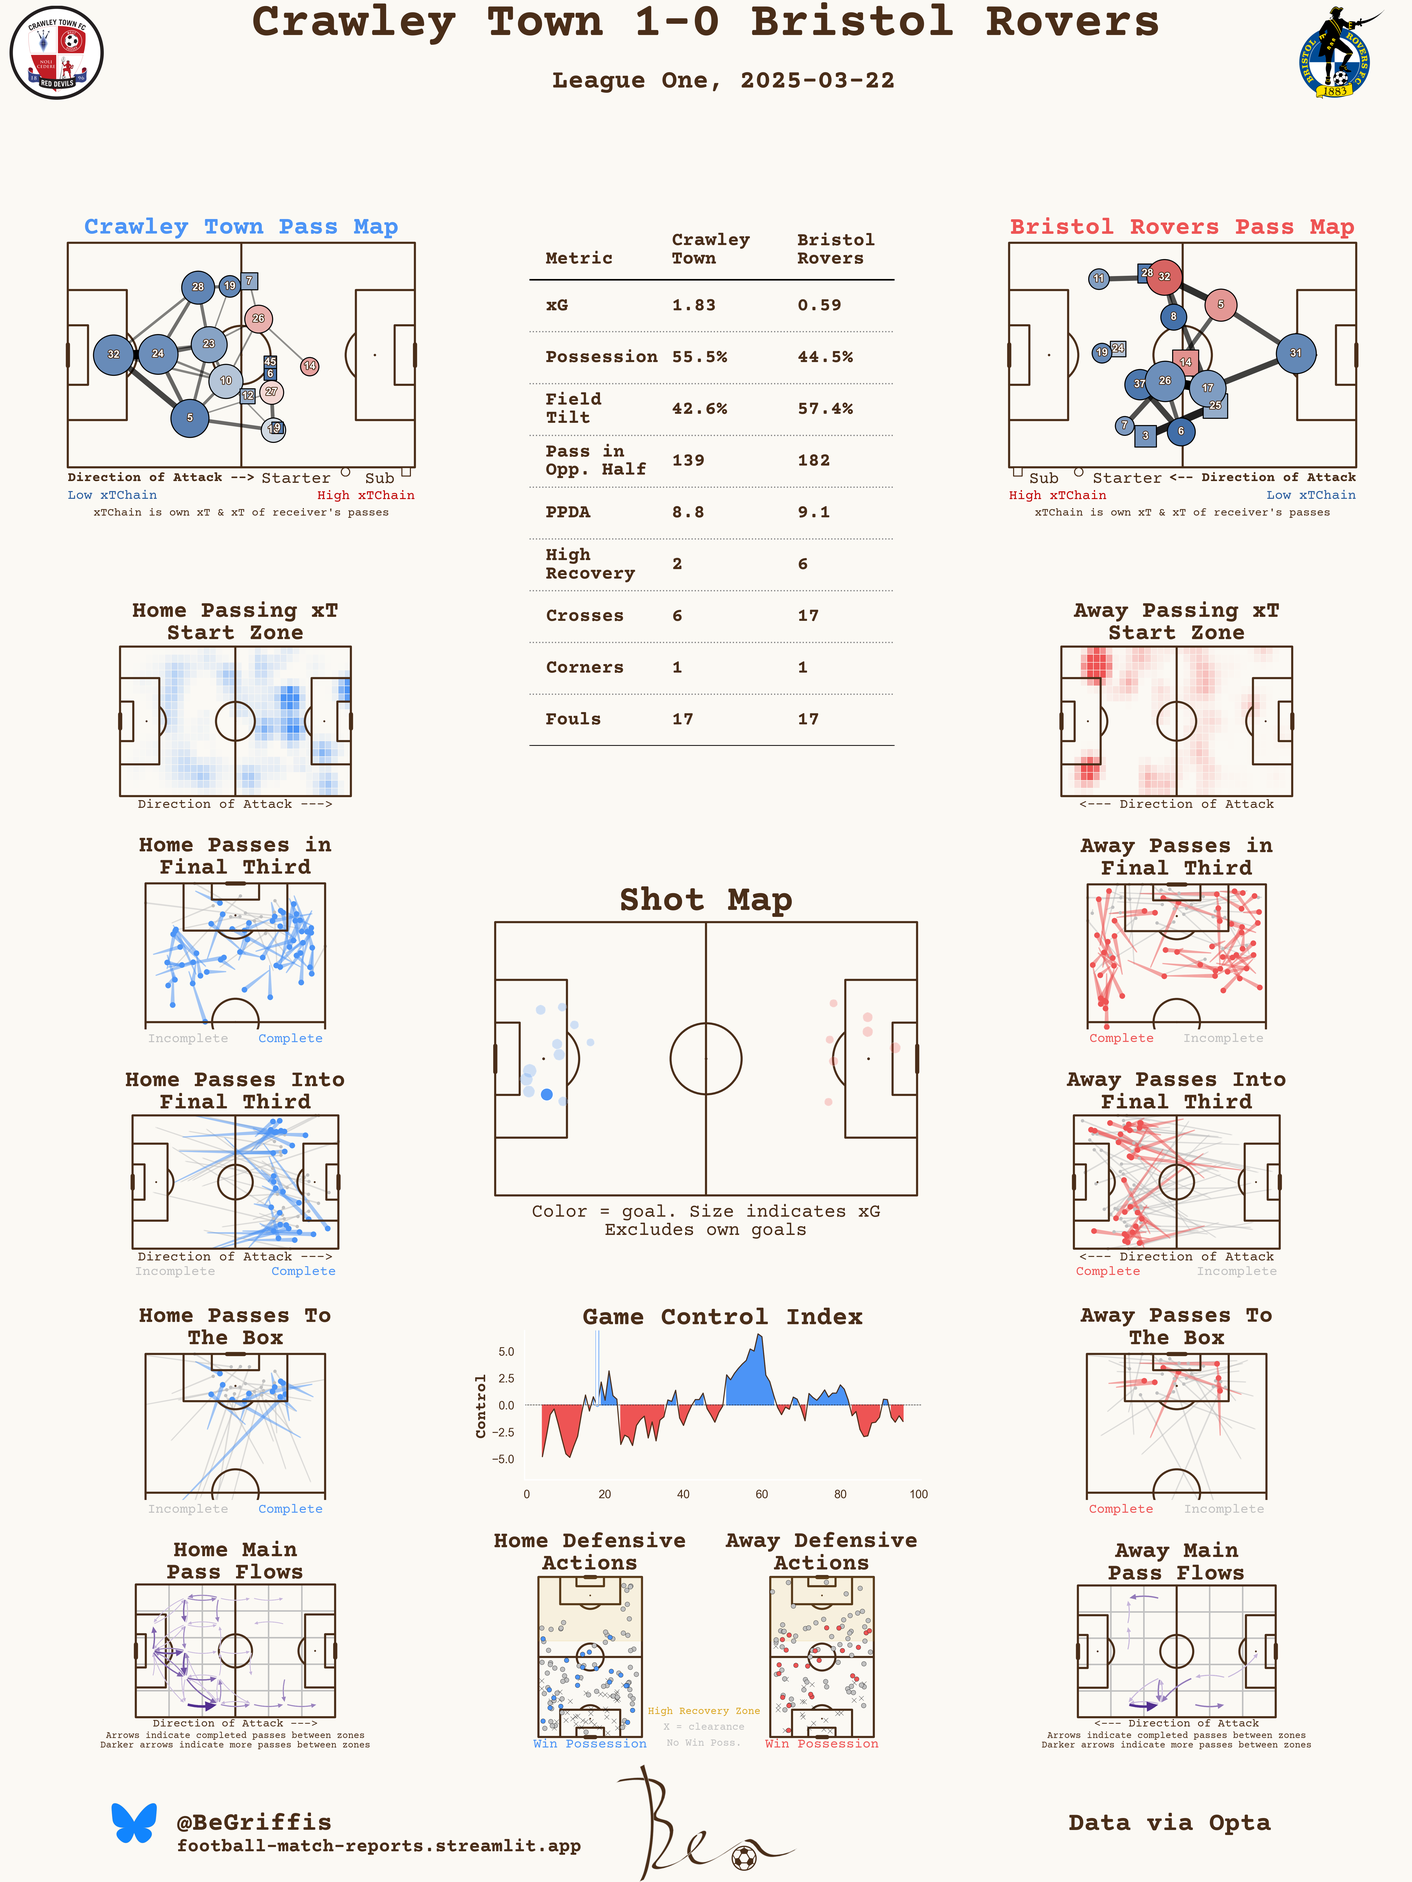 Crawley Town 1-0 Bristol Rovers
League One, 2025-03-22
CRAWLEY TOWN FC
NOLI CEDERE
18 96
RED DEVILS
BRISTOL ROVERS F.C.
1883
Crawley Town Pass Map
28 19 7
26
32 24 23
45
14
6
10
27
12
5
9
Direction of Attack --> Starter Sub
Low xTChain High xTChain
xTChain is own xT & xT of receiver's passes
Metric Crawley Town Bristol Rovers
xG 1.83 0.59
Possession 55.5% 44.5%
Field Tilt 42.6% 57.4%
Pass in Opp. Half 139 182
PPDA 8.8 9.1
High Recovery 2 6
Crosses 6 17
Corners 1 1
Fouls 17 17
Bristol Rovers Pass Map
11 28 32
5
8
19 24
14
31
37 26 17
25
7 3 6
Sub Starter <-- Direction of Attack
High xTChain Low xTChain
xTChain is own xT & xT of receiver's passes
Home Passing xT
Start Zone
Direction of Attack --->
Away Passing xT
Start Zone
<--- Direction of Attack
Home Passes in
Final Third
Incomplete Complete
Away Passes in
Final Third
Complete Incomplete
Shot Map
Color = goal. Size indicates xG
Excludes own goals
Home Passes Into
Final Third
Direction of Attack --->
Incomplete Complete
Away Passes Into
Final Third
<--- Direction of Attack
Complete Incomplete
Home Passes To
The Box
Incomplete Complete
Game Control Index
Control
5.0
2.5
0.0
−2.5
−5.0
0 20 40 60 80 100
Away Passes To
The Box
Complete Incomplete
Home Main
Pass Flows
Direction of Attack --->
Arrows indicate completed passes between zones
Darker arrows indicate more passes between zones
Home Defensive
Actions
Win Possession
High Recovery Zone
X = clearance
No Win Poss.
Away Defensive
Actions
Win Possession
Away Main
Pass Flows
<--- Direction of Attack
Arrows indicate completed passes between zones
Darker arrows indicate more passes between zones
@BeGriffis
football-match-reports.streamlit.app
Ben
Data via Opta